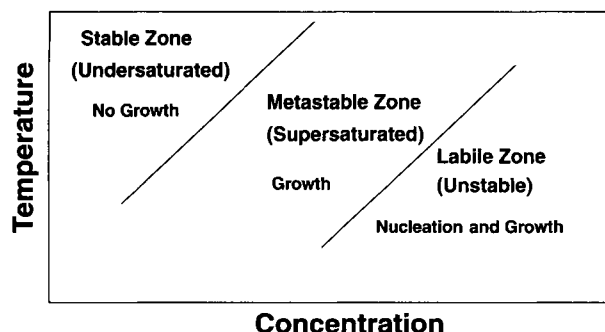 Stable Zone
(Undersaturated)
No Growth
Metastable Zone
(Supersaturated)
Growth
Labile Zone
(Unstable)
Nucleation and Growth
Temperature
Concentration